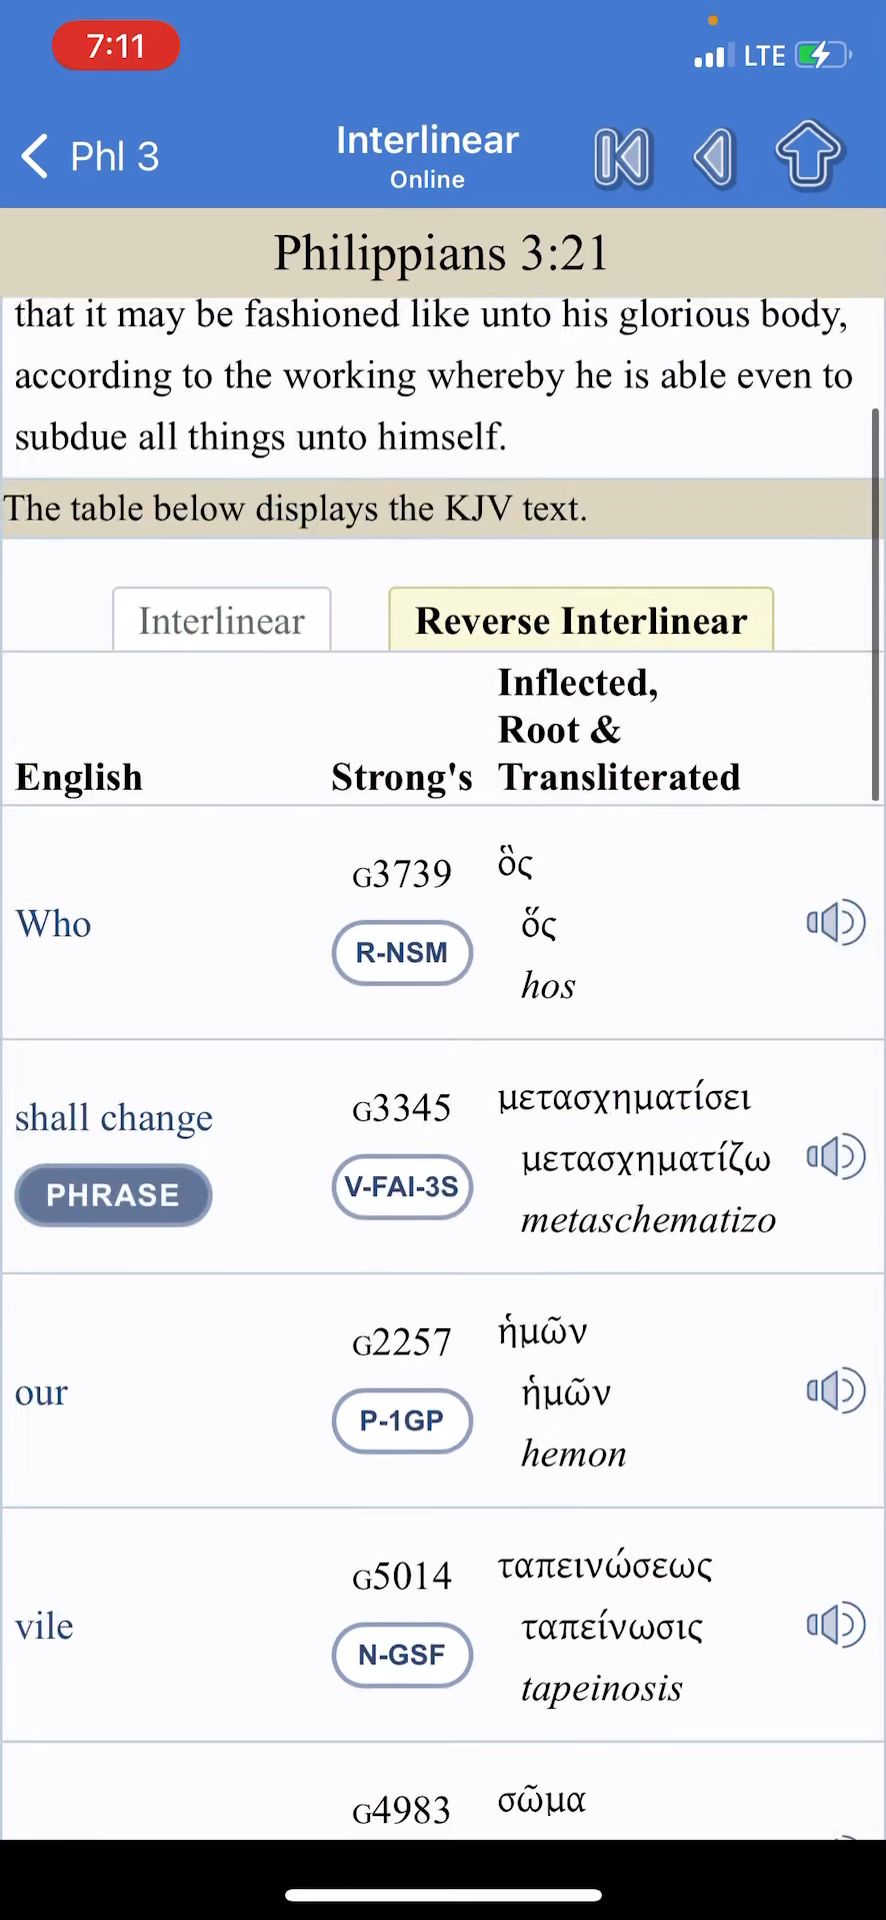 7:11
LTE
Phl 3
Interlinear
Online
Philippians 3:21
that it may be fashioned like unto his glorious body,
according to the working whereby he is able even to
subdue all things unto himself.
The table below displays the KJV text.
Interlinear
Reverse Interlinear
English
Strong's
Inflected,
Root &
Transliterated
Who
G3739
R-NSM
ὃς
ὅς
hos
shall change
PHRASE
G3345
V-FAI-3S
μετασχηματίσει
μετασχηματίζω
metaschematizo
our
G2257
P-1GP
ἡμῶν
ἡμῶν
hemon
vile
G5014
N-GSF
ταπεινώσεως
ταπείνωσις
tapeinosis
G4983
σῶμα